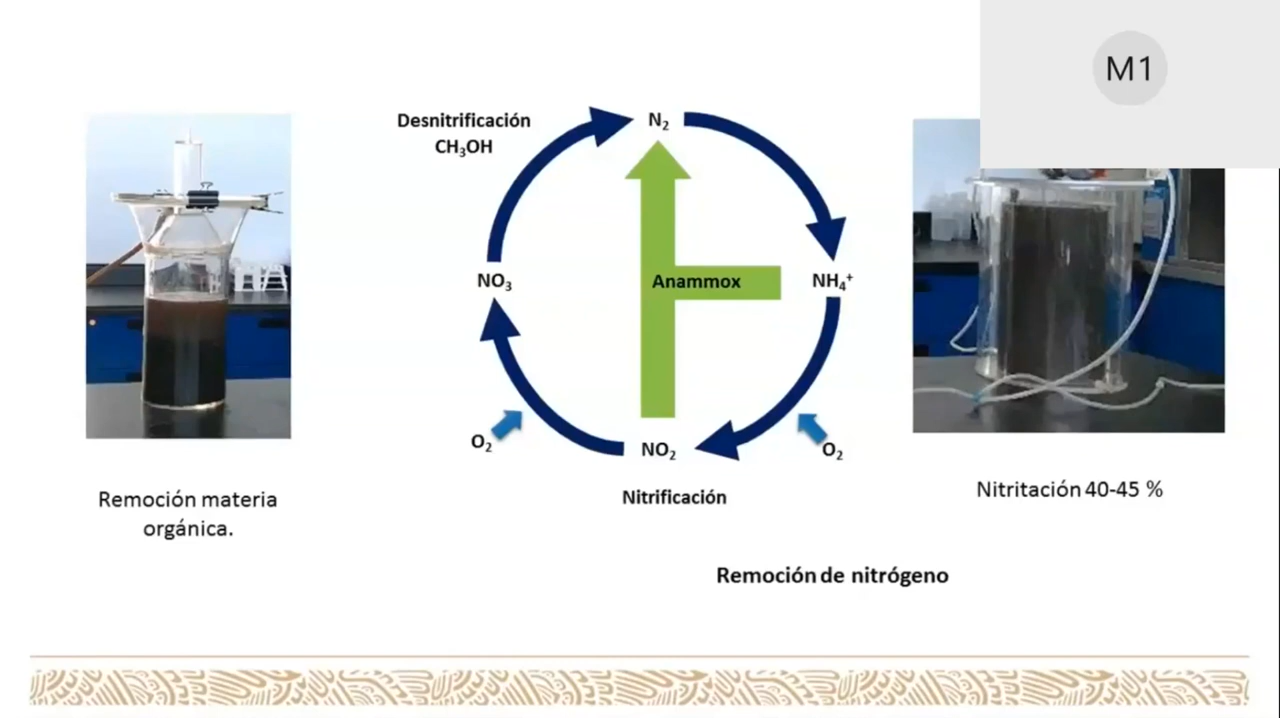 M1
Desnitrificación
CH₃OH
N₂
NO₃
Anammox
NH₄⁺
O₂
NO₂
O₂
Nitrificación
Remoción materia
orgánica.
Nitritación 40-45 %
Remoción de nitrógeno